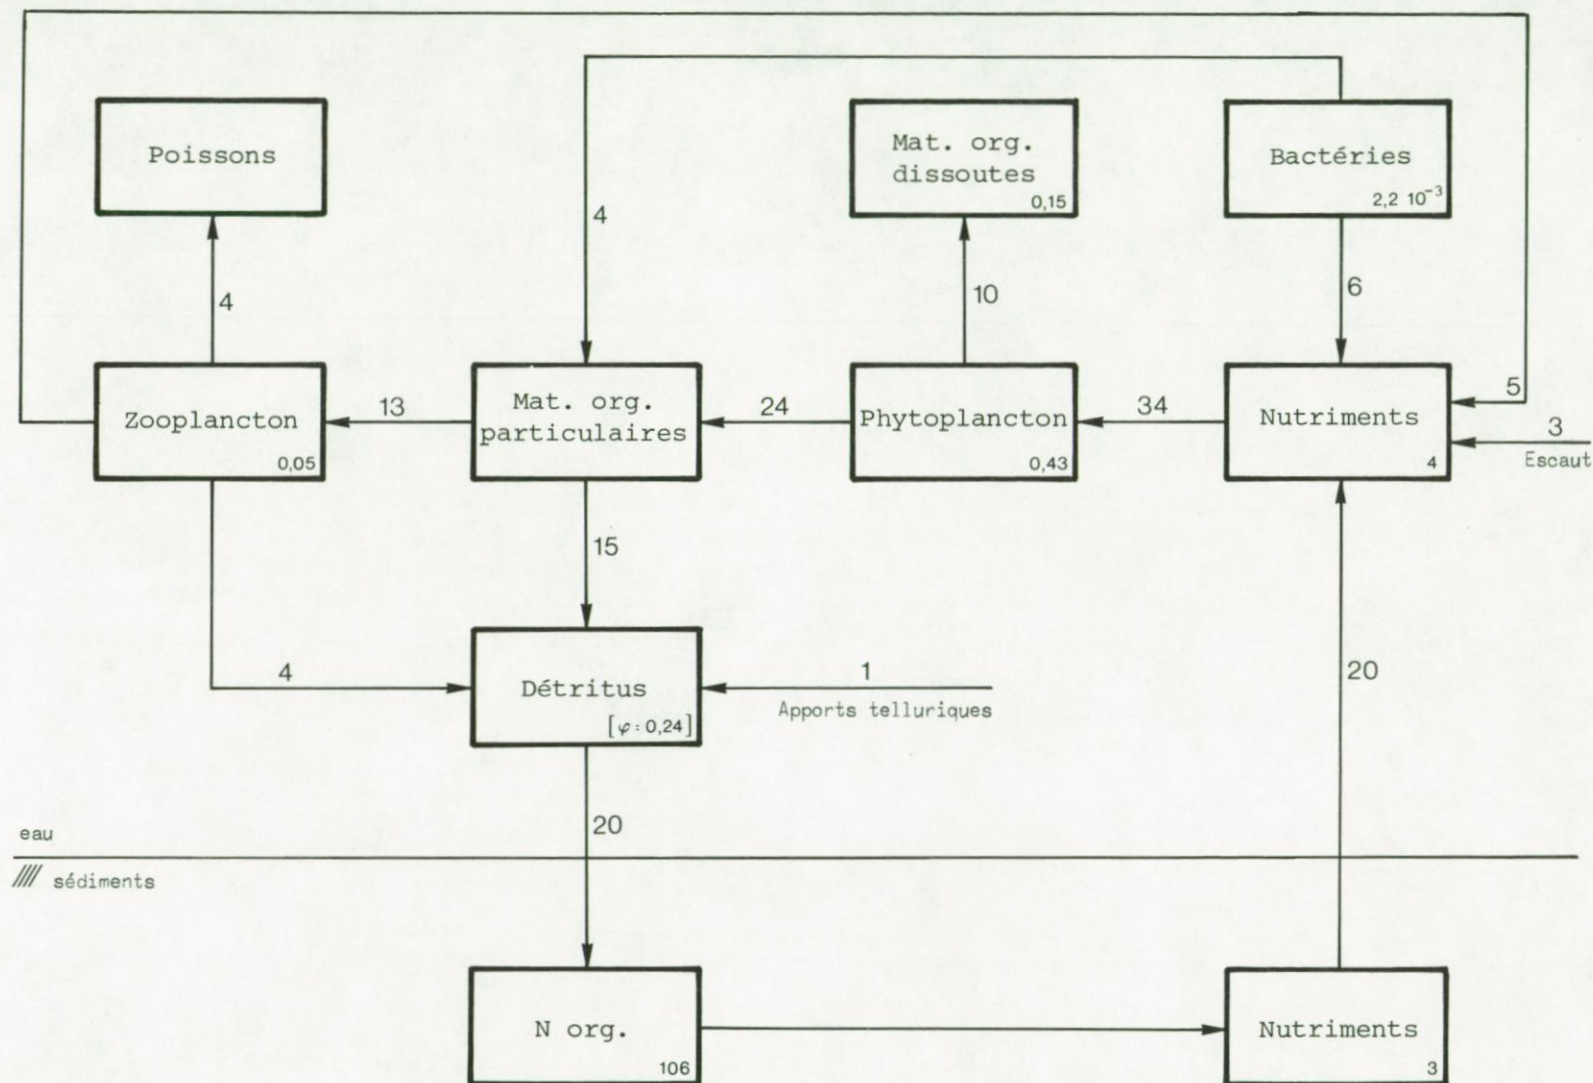 Poissons
Mat. org.
dissoutes
0,15
Bactéries
2,2 10⁻³
4
4
10
6
Zooplancton
0,05
13
Mat. org.
particulaires
24
Phytoplancton
0,43
34
Nutriments
4
5
3
Escaut
15
4
Détritus
[φ : 0,24]
1
Apports telluriques
20
20
eau
//// sédiments
N org.
106
Nutriments
3